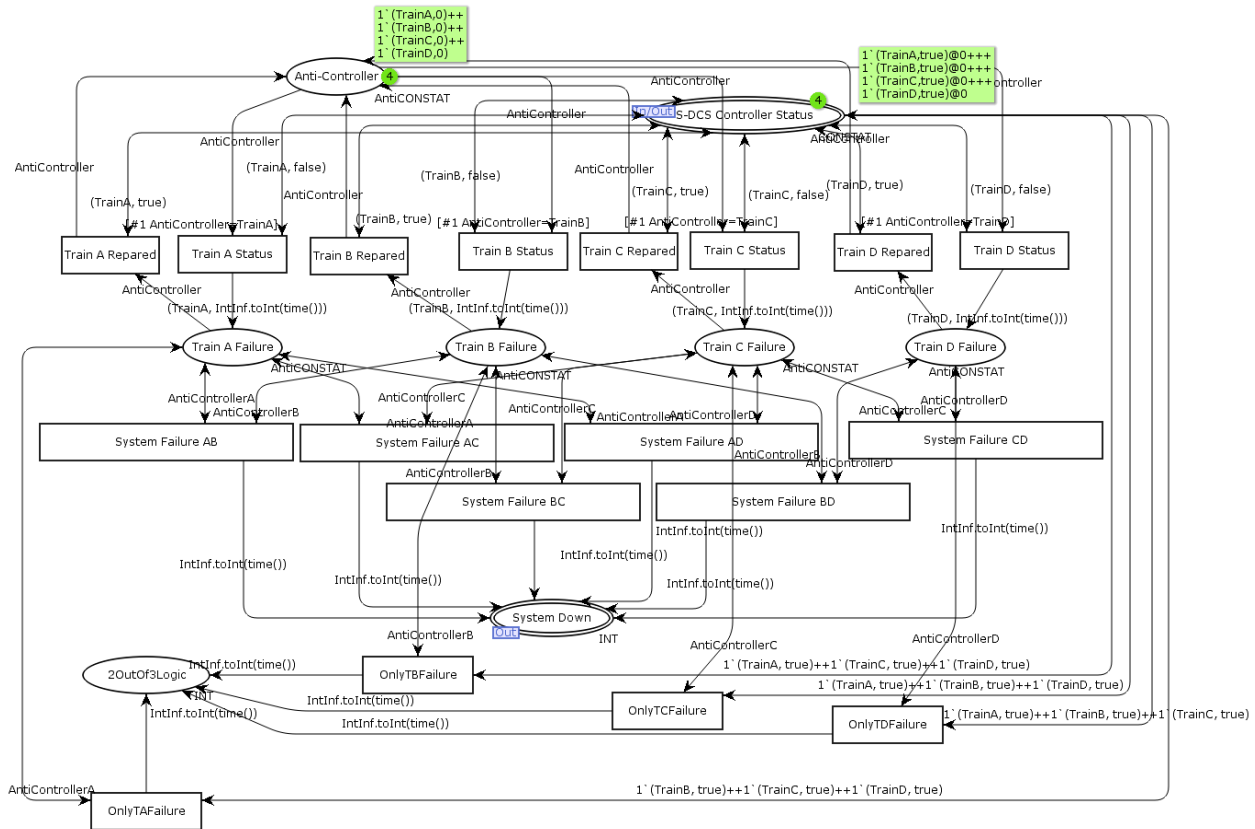 1`(TrainA,0)++
1`(TrainB,0)++
1`(TrainC,0)++
1`(TrainD,0)
1`(TrainA,true)@0+++
1`(TrainB,true)@0+++
1`(TrainC,true)@0+++
1`(TrainD,true)@0
Anti-Controller
4
AntiController
AntiCONSTAT
4
In/Out
S-DCS Controller Status
AntiController
AntiController
AntiController
AntiController
AntiController
AntiController
(TrainA, false)
(TrainB, false)
(TrainC, true)
(TrainC, false)
(TrainD, true)
(TrainD, false)
(TrainA, true)
(TrainB, true)
[#1 AntiController=TrainA]
[#1 AntiController=TrainB]
[#1 AntiController=TrainC]
[#1 AntiController=TrainD]
Train A Repared
Train A Status
Train B Repared
Train B Status
Train C Repared
Train C Status
Train D Repared
Train D Status
AntiController
AntiController
AntiController
AntiController
(TrainA, IntInf.toInt(time()))
(TrainB, IntInf.toInt(time()))
(TrainC, IntInf.toInt(time()))
(TrainD, IntInf.toInt(time()))
Train A Failure
Train B Failure
Train C Failure
Train D Failure
AntiCONSTAT
AntiCONSTAT
AntiCONSTAT
AntiCONSTAT
AntiControllerA
AntiControllerB
AntiControllerC
AntiControllerA
AntiControllerC
AntiControllerA
AntiControllerD
AntiControllerC
AntiControllerD
System Failure AB
System Failure AC
System Failure AD
System Failure CD
AntiControllerB
AntiControllerB
AntiControllerD
System Failure BC
System Failure BD
IntInf.toInt(time())
IntInf.toInt(time())
IntInf.toInt(time())
IntInf.toInt(time())
IntInf.toInt(time())
IntInf.toInt(time())
System Down
Out
INT
AntiControllerB
AntiControllerC
AntiControllerD
2OutOf3Logic
INT
IntInf.toInt(time())
OnlyTBFailure
1`(TrainA, true)++1`(TrainC, true)++1`(TrainD, true)
IntInf.toInt(time())
OnlyTCFailure
1`(TrainA, true)++1`(TrainB, true)++1`(TrainD, true)
IntInf.toInt(time())
IntInf.toInt(time())
OnlyTDFailure
1`(TrainA, true)++1`(TrainB, true)++1`(TrainC, true)
AntiControllerA
OnlyTAFailure
1`(TrainB, true)++1`(TrainC, true)++1`(TrainD, true)